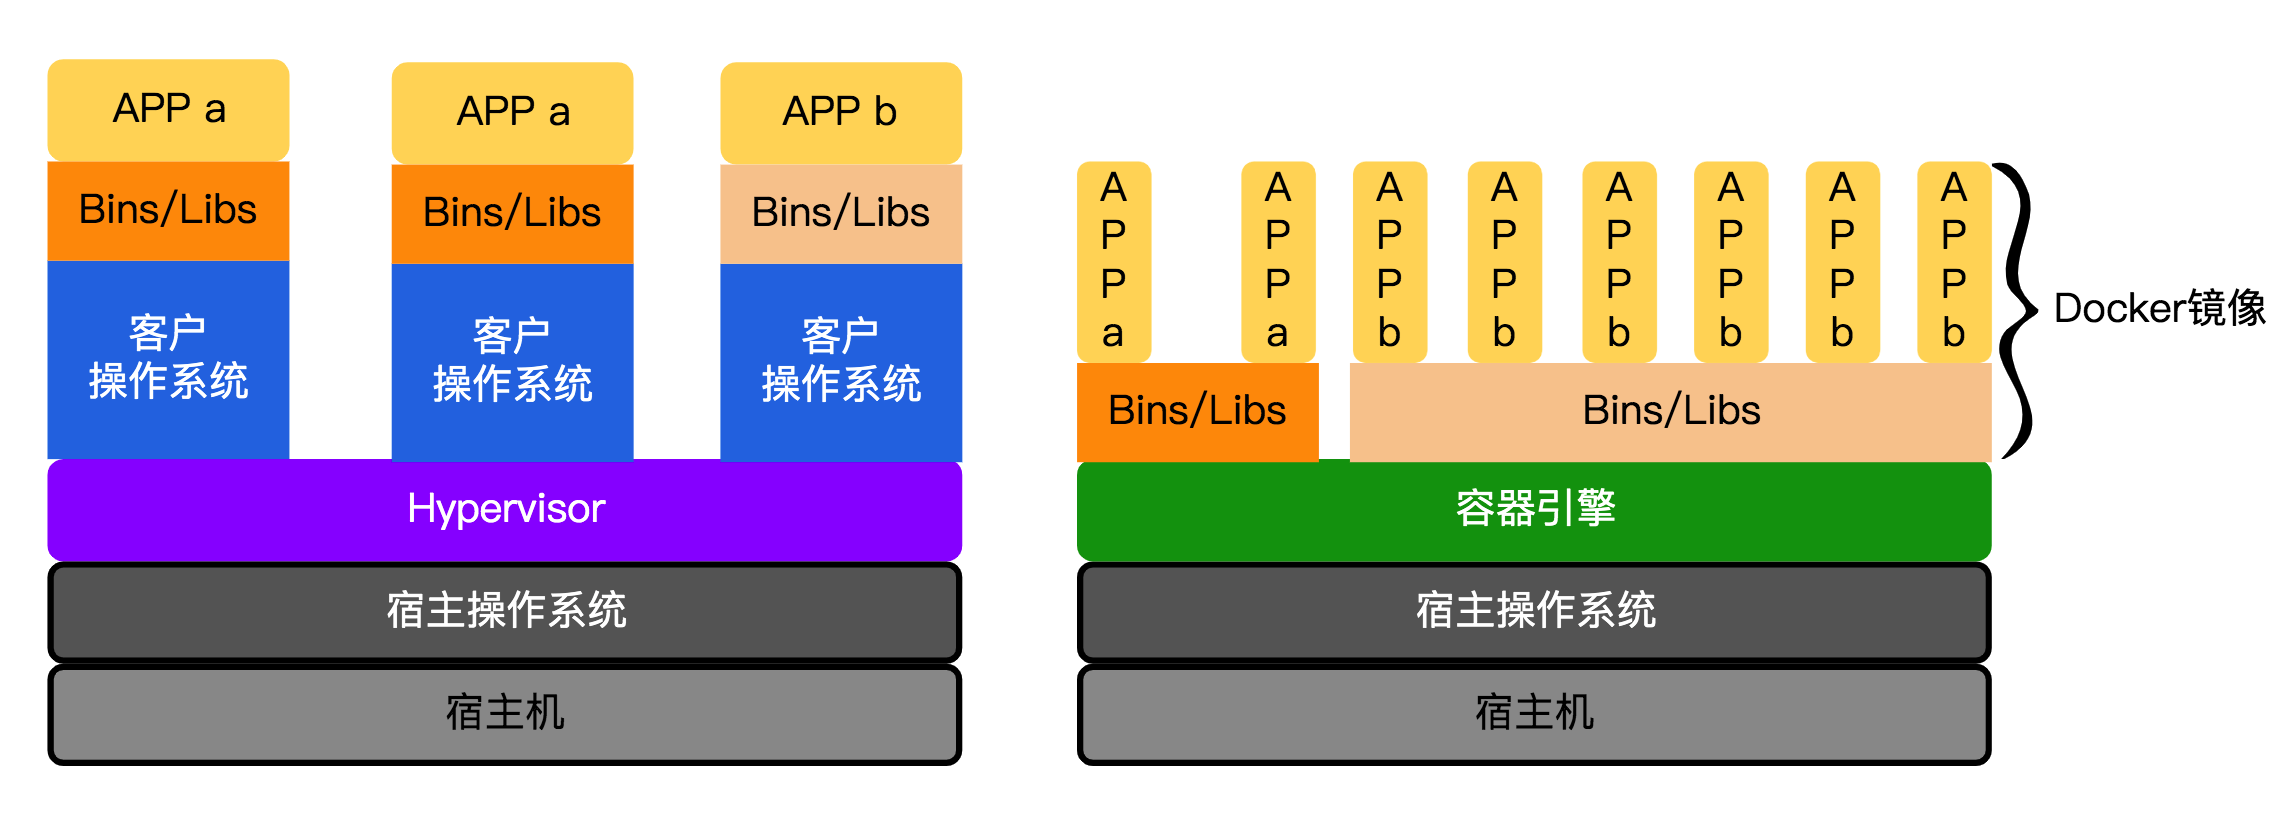 APP a
Bins/Libs
客户
操作系统
APP a
Bins/Libs
客户
操作系统
APP b
Bins/Libs
客户
操作系统
Hypervisor
宿主操作系统
宿主机
A
P
P
a
A
P
P
a
A
P
P
b
A
P
P
b
A
P
P
b
A
P
P
b
A
P
P
b
A
P
P
b
Bins/Libs
Bins/Libs
Docker镜像
容器引擎
宿主操作系统
宿主机